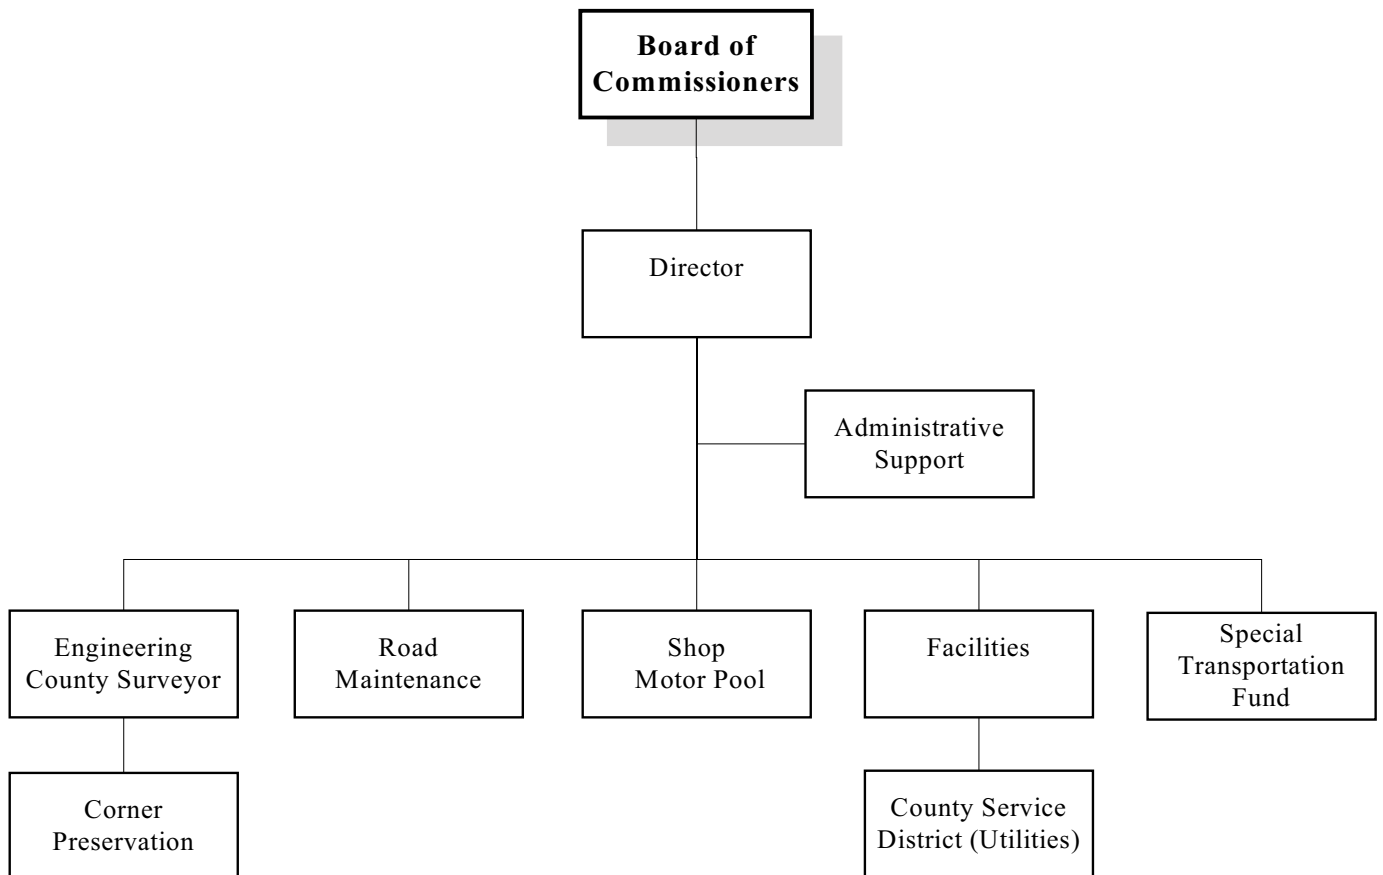 Board of
Commissioners
Director
Administrative
Support
Engineering
County Surveyor
Road
Maintenance
Shop
Motor Pool
Facilities
Special
Transportation
Fund
Corner
Preservation
County Service
District (Utilities)